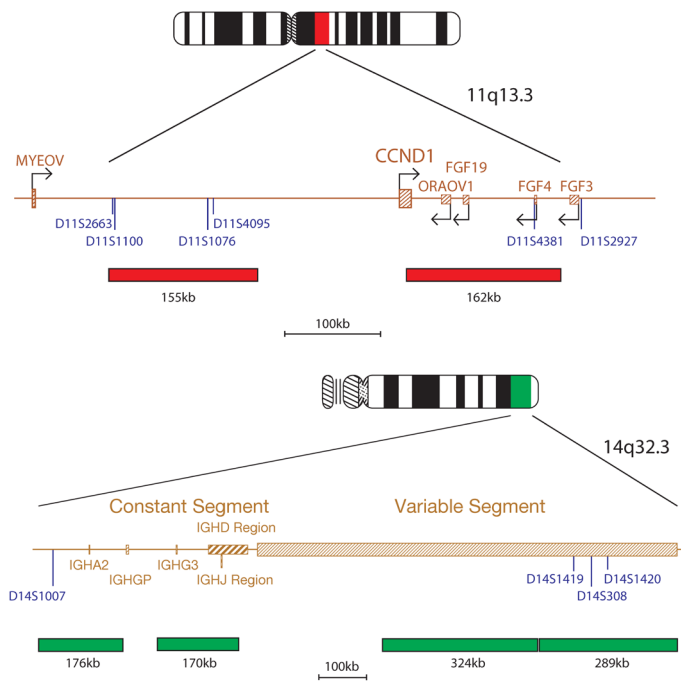 11q13.3
MYEOV
CCND1
FGF19
ORAOV1
FGF4
FGF3
D11S2663
D11S4095
D11S1100
D11S1076
D11S4381
D11S2927
155kb
162kb
100kb
14q32.3
Constant Segment
Variable Segment
IGHD Region
IGHA2
IGHG3
IGHGP
IGHJ Region
D14S1007
D14S1419
D14S1420
D14S308
176kb
170kb
324kb
289kb
100kb